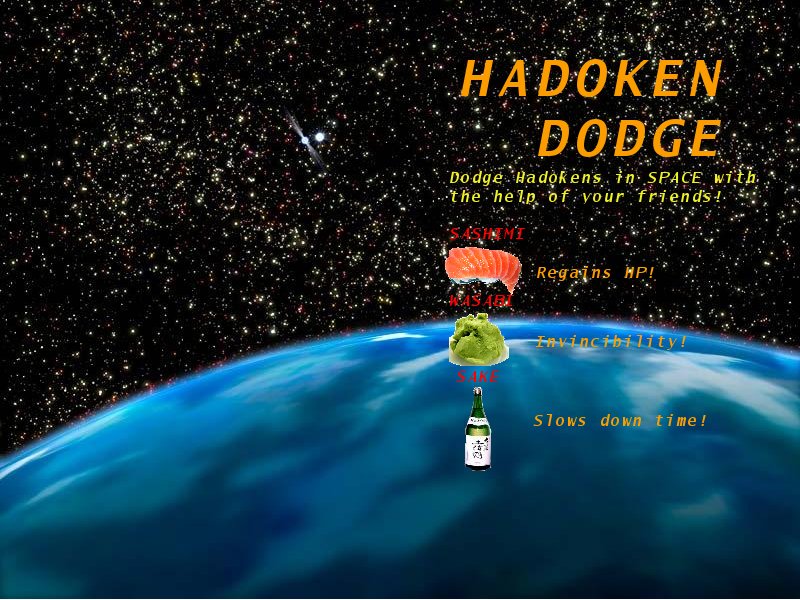 HADOKEN
DODGE
Dodge Hadokens in SPACE with
the help of your friends!
SASHIMI
Regains HP!
WASABI
Invincibility!
SAKE
Slows down time!